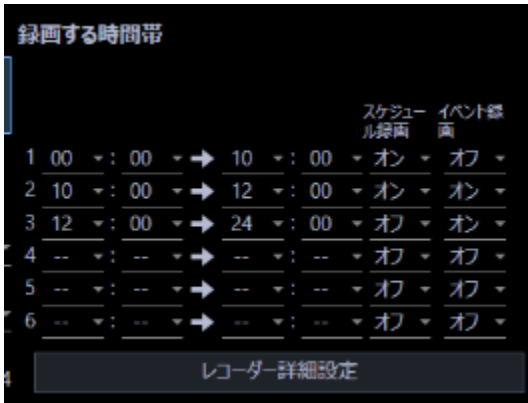 録画する時間帯
スケジュー イベント録
ル録画 画
1 00 : 00 → 10 : 00 オン オフ
2 10 : 00 → 12 : 00 オン オン
3 12 : 00 → 24 : 00 オフ オン
4 -- : -- → -- : -- オフ オフ
5 -- : -- → -- : -- オフ オフ
6 -- : -- → -- : -- オフ オフ
レコーダー詳細設定
4